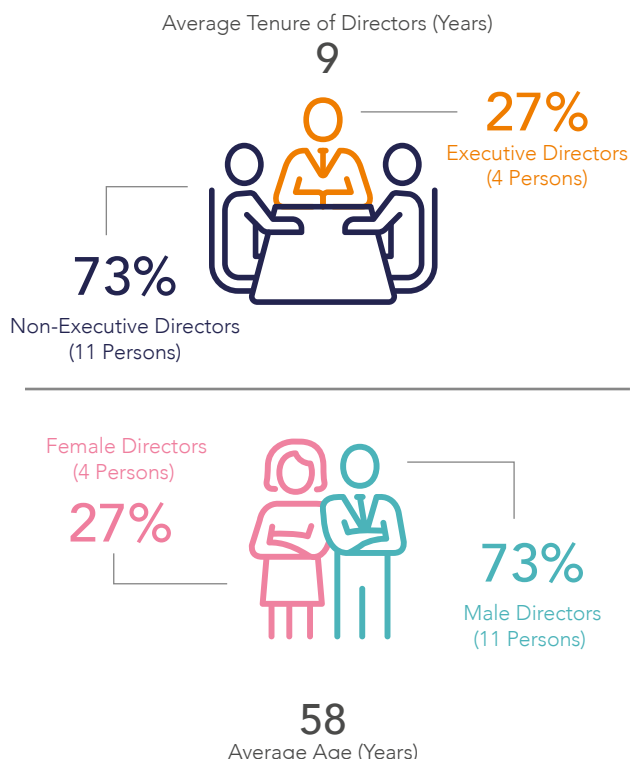 Average Tenure of Directors (Years)
9
27%
Executive Directors
(4 Persons)
73%
Non-Executive Directors
(11 Persons)
Female Directors
(4 Persons)
27%
73%
Male Directors
(11 Persons)
58
Average Age (Years)